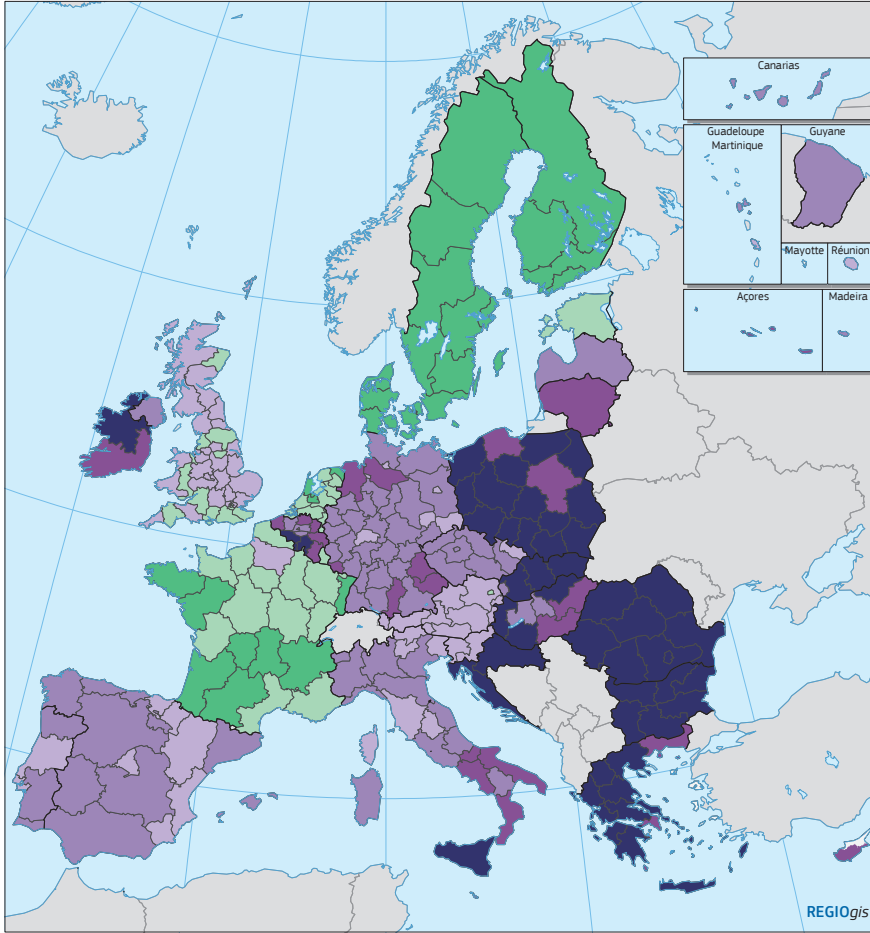 Canarias
Guadeloupe
Martinique
Guyane
Mayotte
Réunion
Açores
Madeira
REGIOgis